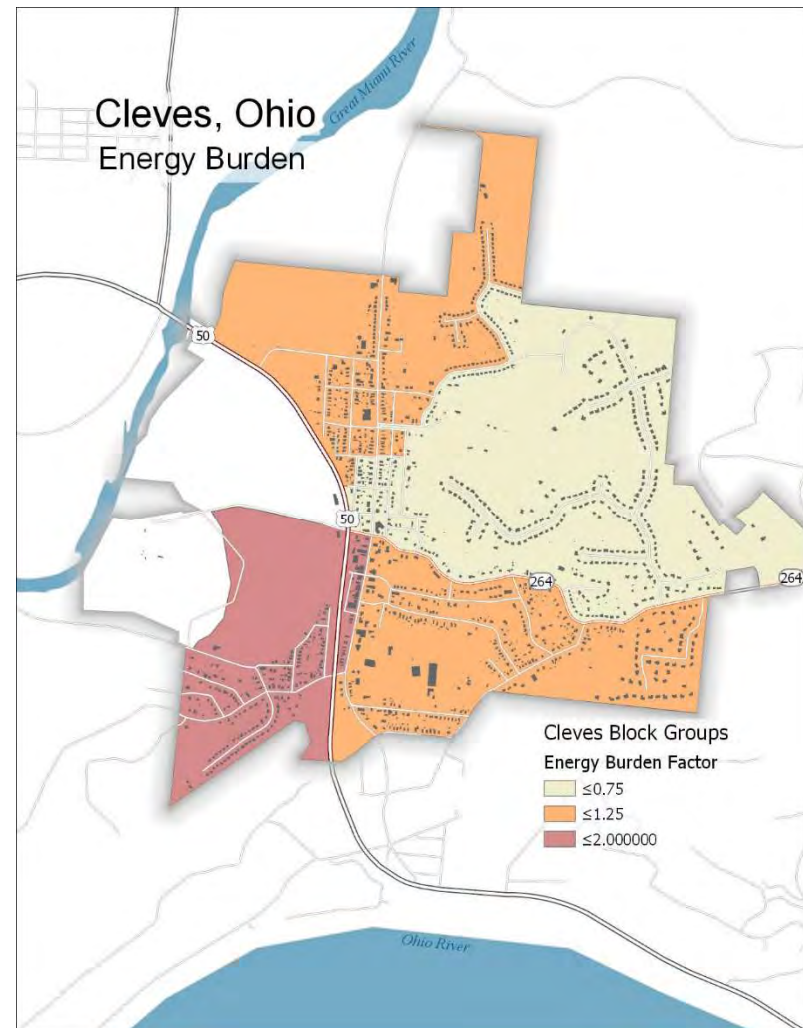 Cleves, Ohio
Energy Burden
Great Miami River
50
50
264
264
Cleves Block Groups
Energy Burden Factor
≤0.75
≤1.25
≤2.000000
Ohio River